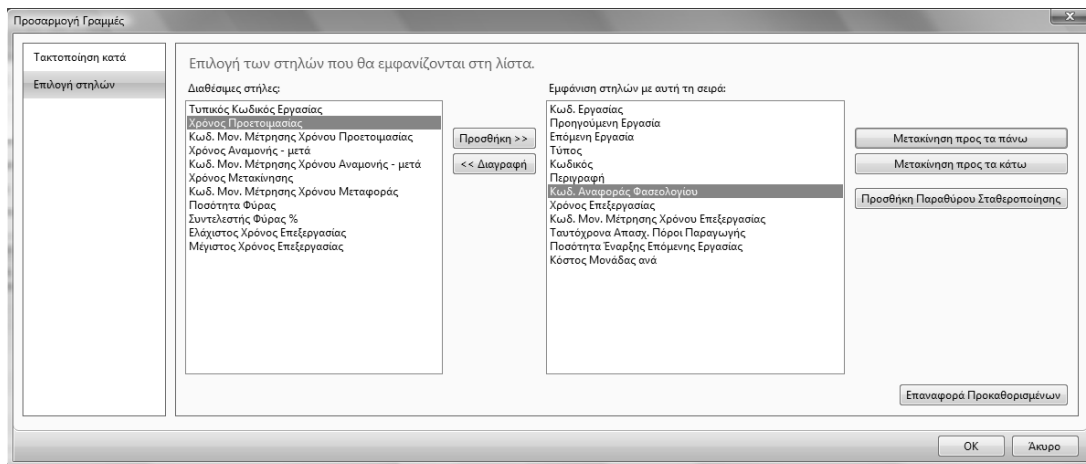 Προσαρμογή Γραμμές
Τακτοποίηση κατά
Επιλογή στηλών
Επιλογή των στηλών που θα εμφανίζονται στη λίστα.
Διαθέσιμες στήλες:
Τυπικός Κωδικός Εργασίας
Χρόνος Προετοιμασίας
Κωδ. Μον. Μέτρησης Χρόνου Προετοιμασίας
Χρόνος Αναμονής - μετά
Κωδ. Μον. Μέτρησης Χρόνου Αναμονής - μετά
Χρόνος Μετακίνησης
Κωδ. Μον. Μέτρησης Χρόνου Μεταφοράς
Ποσότητα Φύρας
Συντελεστής Φύρας %
Ελάχιστος Χρόνος Επεξεργασίας
Μέγιστος Χρόνος Επεξεργασίας
Προσθήκη >>
<< Διαγραφή
Εμφάνιση στηλών με αυτή τη σειρά:
Κωδ. Εργασίας
Προηγούμενη Εργασία
Επόμενη Εργασία
Τύπος
Κωδικός
Περιγραφή
Κωδ. Αναφοράς Φασεολογίου
Χρόνος Επεξεργασίας
Κωδ. Μον. Μέτρησης Χρόνου Επεξεργασίας
Ταυτόχρονα Απασχ. Πόροι Παραγωγής
Ποσότητα Έναρξης Επόμενης Εργασίας
Κόστος Μονάδας ανά
Μετακίνηση προς τα πάνω
Μετακίνηση προς τα κάτω
Προσθήκη Παραθύρου Σταθεροποίησης
Επαναφορά Προκαθορισμένων
OK
Άκυρο